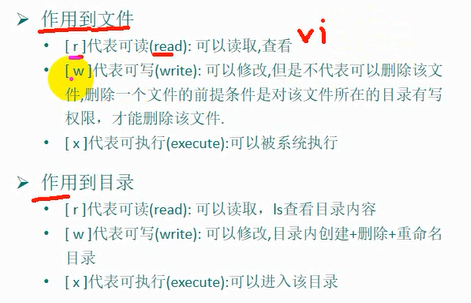 作用到文件
vi
[ r ]代表可读(read): 可以读取,查看
[ w ]代表可写(write): 可以修改,但是不代表可以删除该文
件,删除一个文件的前提条件是对该文件所在的目录有写
权限，才能删除该文件.
[ x ]代表可执行(execute):可以被系统执行
作用到目录
[ r ]代表可读(read): 可以读取，ls查看目录内容
[ w ]代表可写(write): 可以修改,目录内创建+删除+重命名
目录
[ x ]代表可执行(execute):可以进入该目录